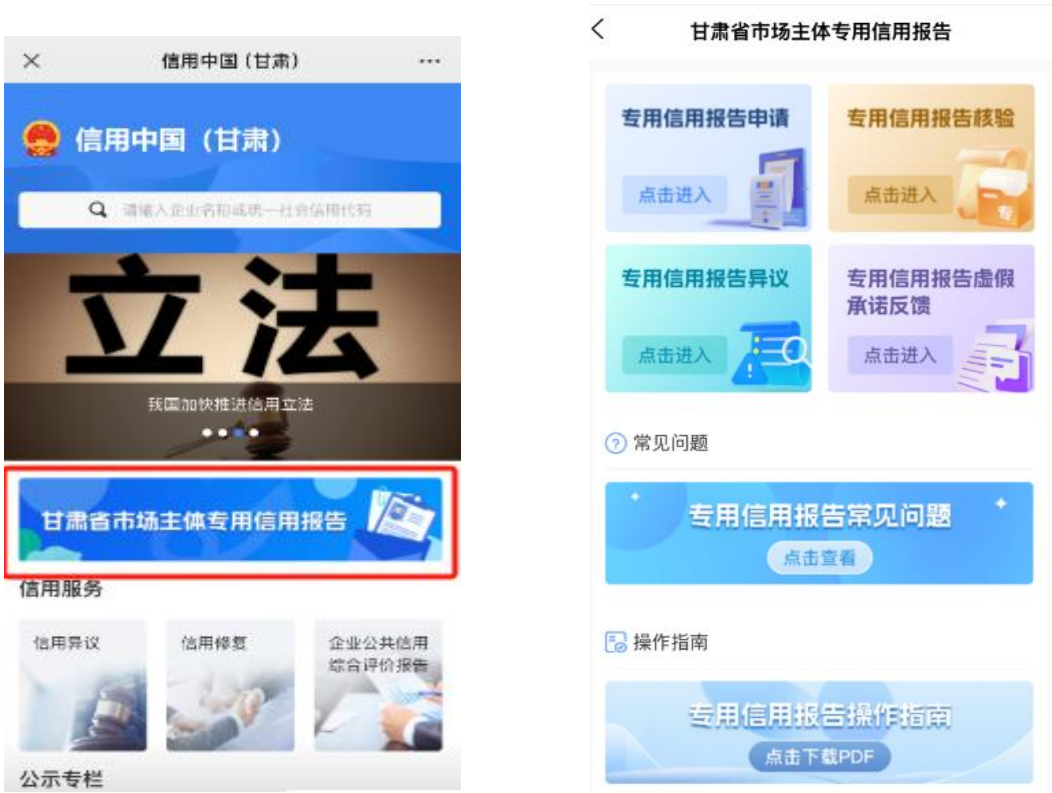 信用中国（甘肃）
信用中国（甘肃）
请输入企业名称或统一社会信用代码
立法
我国加快推进信用立法
甘肃省市场主体专用信用报告
信用服务
信用异议
信用修复
企业公共信用
综合评价报告
公示专栏
甘肃省市场主体专用信用报告
专用信用报告申请
点击进入
专用信用报告核验
点击进入
专
专用信用报告异议
点击进入
专用信用报告虚假
承诺反馈
点击进入
常见问题
专用信用报告常见问题
点击查看
操作指南
专用信用报告操作指南
点击下载PDF